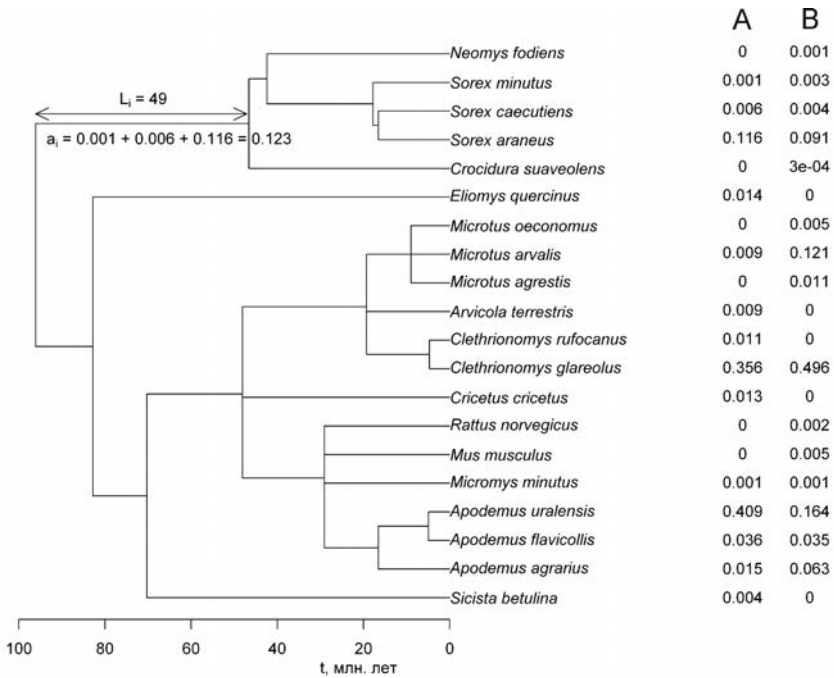 A B
Neomys fodiens 0 0.001
Sorex minutus 0.001 0.003
Lᵢ = 49
Sorex caecutiens 0.006 0.004
aᵢ = 0.001 + 0.006 + 0.116 = 0.123
Sorex araneus 0.116 0.091
Crocidura suaveolens 0 3e-04
Eliomys quercinus 0.014 0
Microtus oeconomus 0 0.005
Microtus arvalis 0.009 0.121
Microtus agrestis 0 0.011
Arvicola terrestris 0.009 0
Clethrionomys rufocanus 0.011 0
Clethrionomys glareolus 0.356 0.496
Cricetus cricetus 0.013 0
Rattus norvegicus 0 0.002
Mus musculus 0 0.005
Micromys minutus 0.001 0.001
Apodemus uralensis 0.409 0.164
Apodemus flavicollis 0.036 0.035
Apodemus agrarius 0.015 0.063
Sicista betulina 0.004 0
100 80 60 40 20 0
t, млн. лет